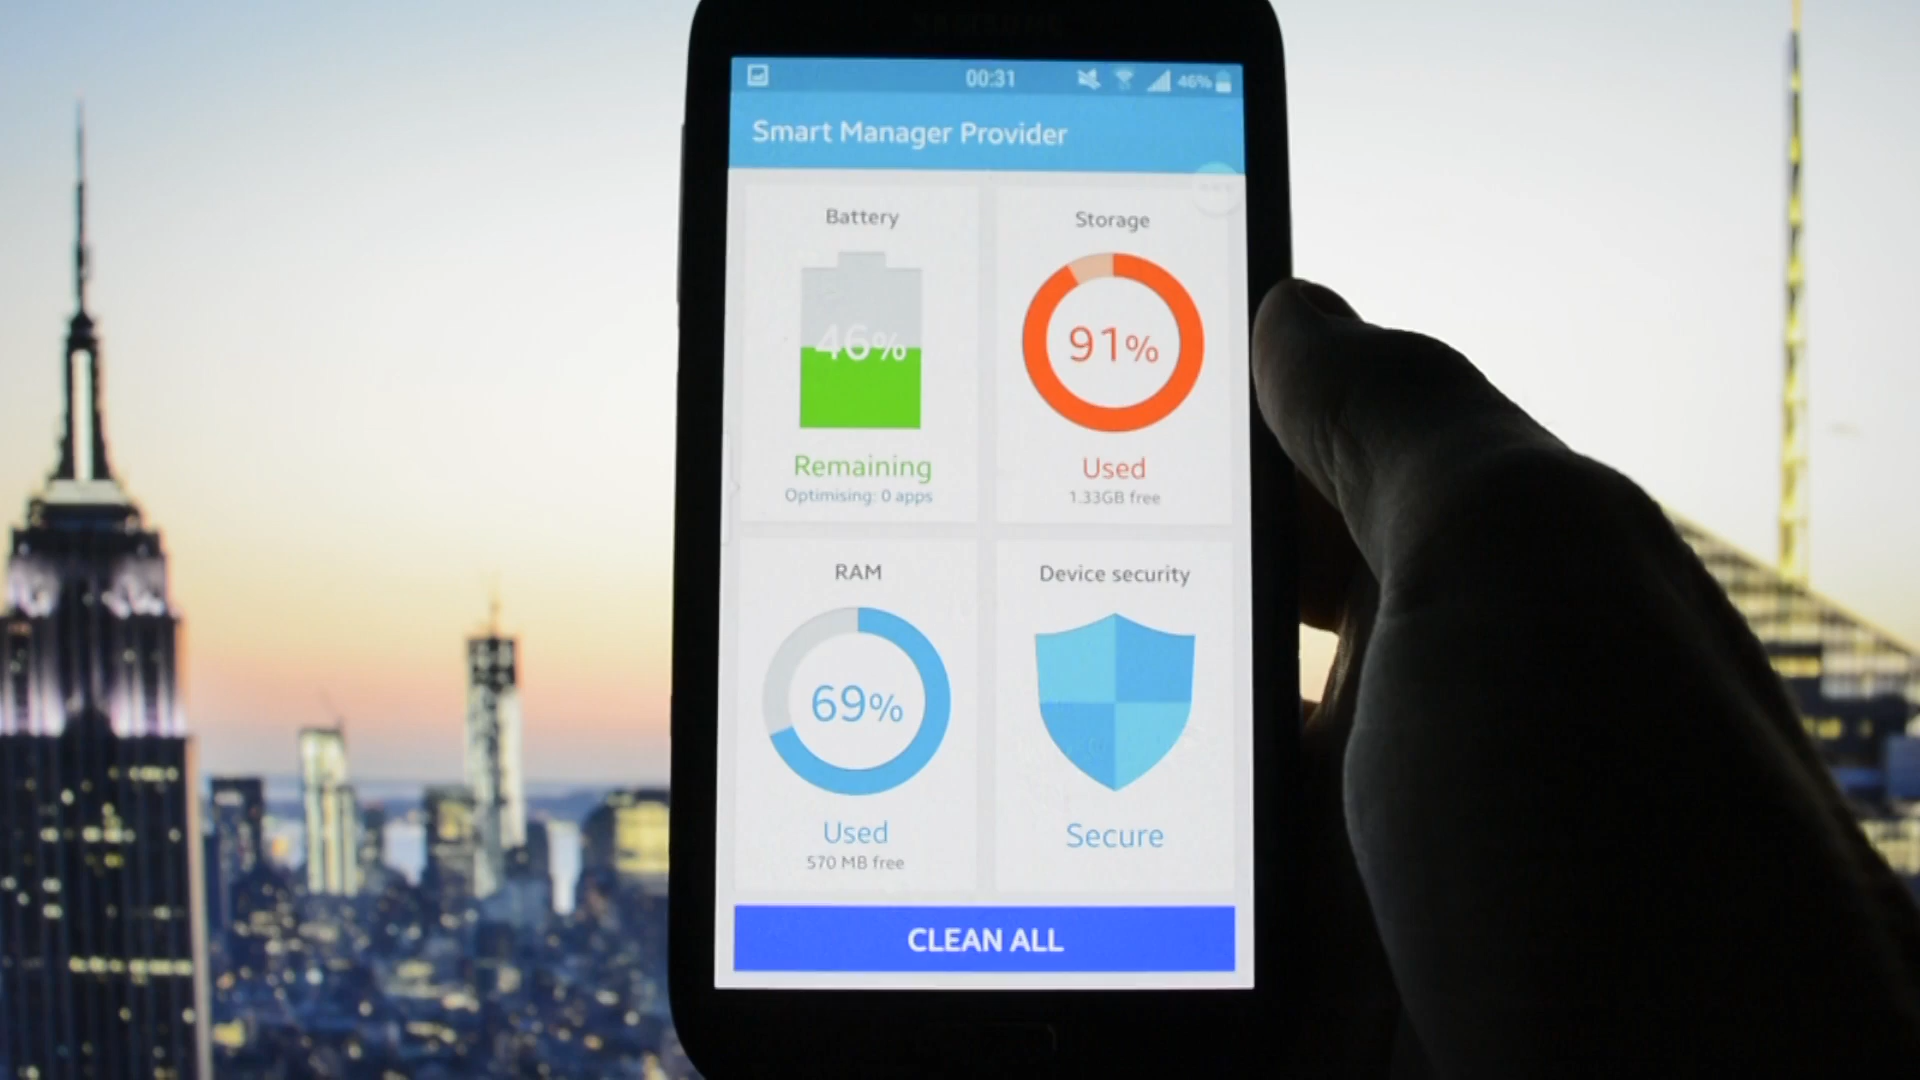 SAMSUNG
00:31 46%
Smart Manager Provider
Battery
46%
Remaining
Optimising: 0 apps
Storage
91%
Used
1.33GB free
RAM
69%
Used
570 MB free
Device security
Secure
CLEAN ALL